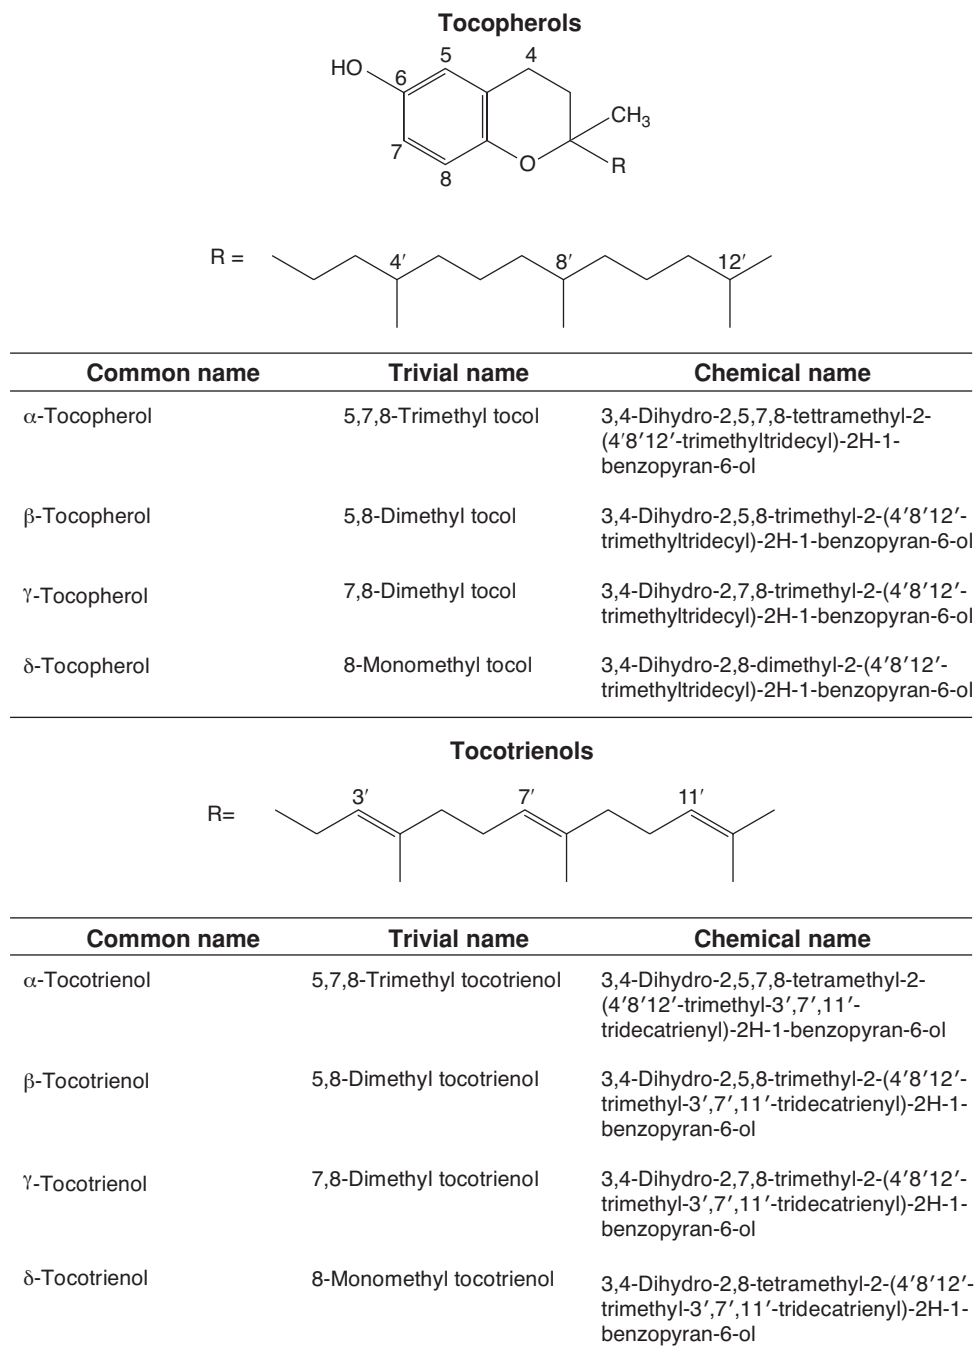 Tocopherols
HO
6
5
4
7
8
O
CH3
R
R =
4′
8′
12′
Common name Trivial name Chemical name
α-Tocopherol 5,7,8-Trimethyl tocol 3,4-Dihydro-2,5,7,8-tettramethyl-2-
(4′8′12′-trimethyltridecyl)-2H-1-
benzopyran-6-ol
β-Tocopherol 5,8-Dimethyl tocol 3,4-Dihydro-2,5,8-trimethyl-2-(4′8′12′-
trimethyltridecyl)-2H-1-benzopyran-6-ol
γ-Tocopherol 7,8-Dimethyl tocol 3,4-Dihydro-2,7,8-trimethyl-2-(4′8′12′-
trimethyltridecyl)-2H-1-benzopyran-6-ol
δ-Tocopherol 8-Monomethyl tocol 3,4-Dihydro-2,8-dimethyl-2-(4′8′12′-
trimethyltridecyl)-2H-1-benzopyran-6-ol
Tocotrienols
R=
3′
7′
11′
Common name Trivial name Chemical name
α-Tocotrienol 5,7,8-Trimethyl tocotrienol 3,4-Dihydro-2,5,7,8-tetramethyl-2-
(4′8′12′-trimethyl-3′,7′,11′-
tridecatrienyl)-2H-1-benzopyran-6-ol
β-Tocotrienol 5,8-Dimethyl tocotrienol 3,4-Dihydro-2,5,8-trimethyl-2-(4′8′12′-
trimethyl-3′,7′,11′-tridecatrienyl)-2H-1-
benzopyran-6-ol
γ-Tocotrienol 7,8-Dimethyl tocotrienol 3,4-Dihydro-2,7,8-trimethyl-2-(4′8′12′-
trimethyl-3′,7′,11′-tridecatrienyl)-2H-1-
benzopyran-6-ol
δ-Tocotrienol 8-Monomethyl tocotrienol 3,4-Dihydro-2,8-tetramethyl-2-(4′8′12′-
trimethyl-3′,7′,11′-tridecatrienyl)-2H-1-
benzopyran-6-ol